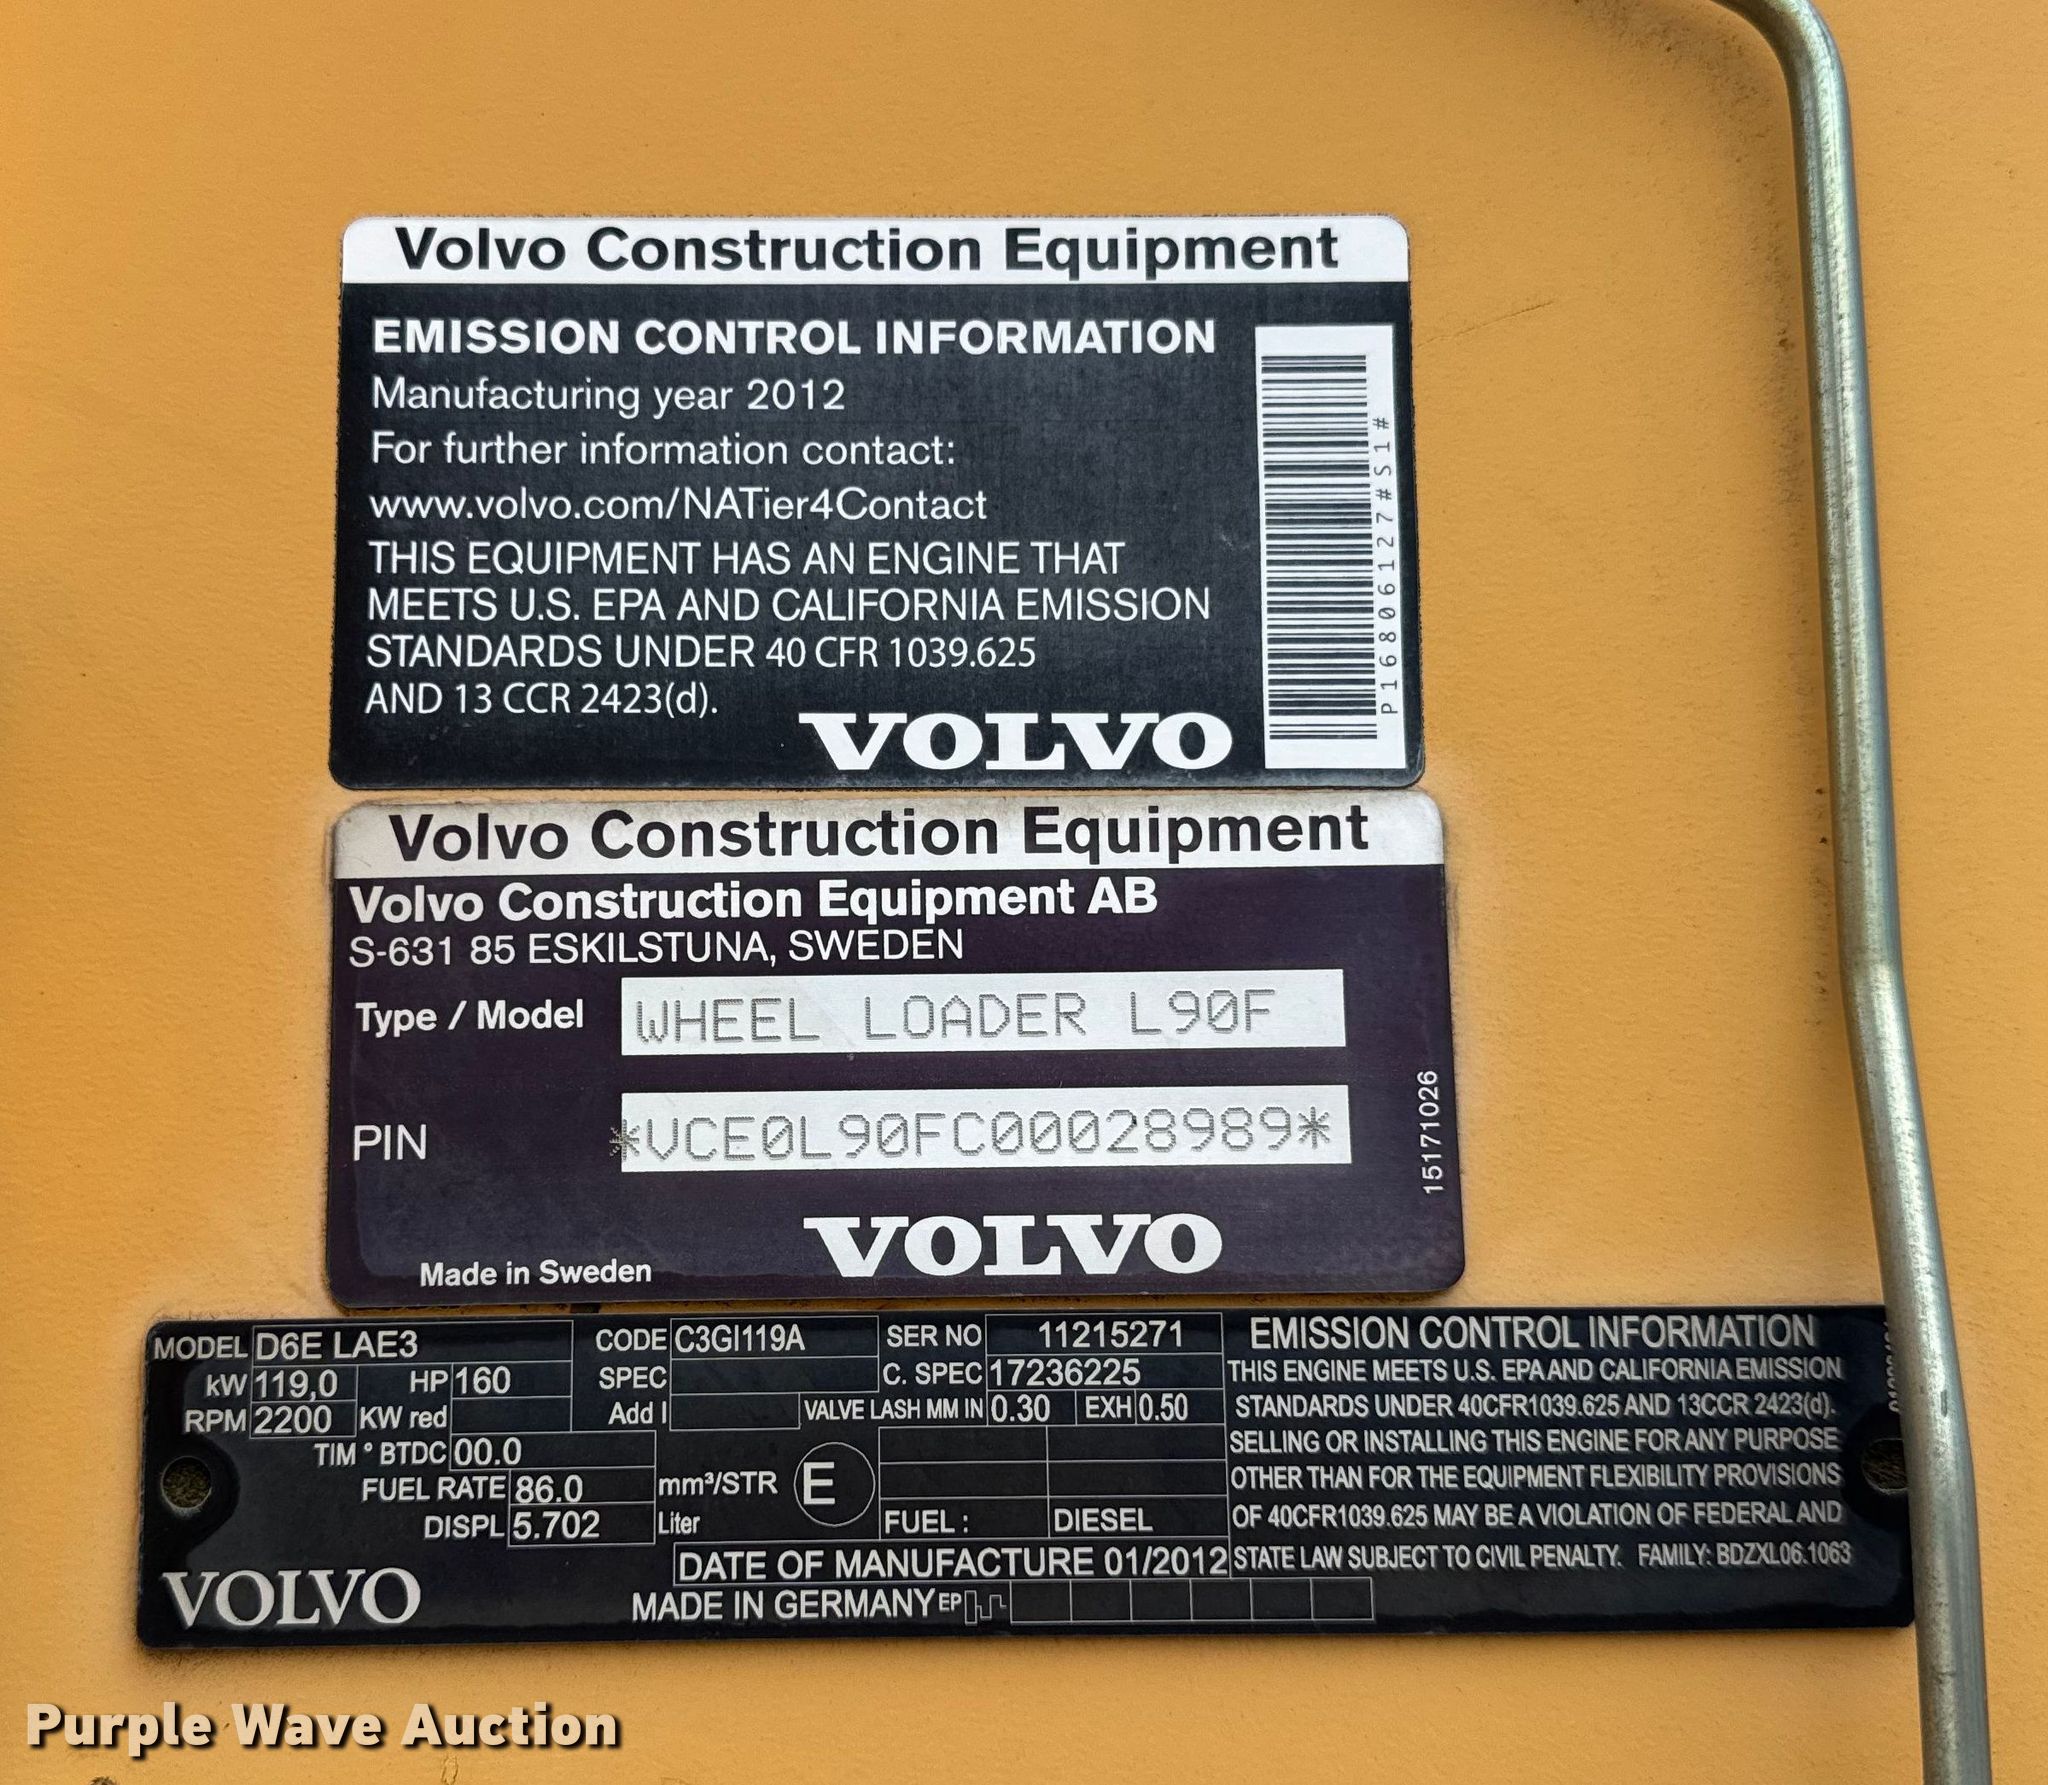 Volvo Construction Equipment
EMISSION CONTROL INFORMATION
Manufacturing year 2012
For further information contact:
www.volvo.com/NATier4Contact
THIS EQUIPMENT HAS AN ENGINE THAT
MEETS U.S. EPA AND CALIFORNIA EMISSION
STANDARDS UNDER 40 CFR 1039.625
AND 13 CCR 2423(d).
VOLVO
P16806127#S1#
Volvo Construction Equipment
Volvo Construction Equipment AB
S-631 85 ESKILSTUNA, SWEDEN
Type / Model WHEEL LOADER L90F
PIN *VCE0L90FC00028989*
15171026
VOLVO
Made in Sweden
MODEL D6E LAE3 CODE C3GI119A SER NO 11215271
kW 119,0 HP 160 SPEC C. SPEC 17236225
RPM 2200 KW red Add I VALVE LASH MM IN 0.30 EXH 0.50
TIM ° BTDC 00.0
FUEL RATE 86.0 mm³/STR E
DISPL 5.702 Liter FUEL : DIESEL
DATE OF MANUFACTURE 01/2012
VOLVO MADE IN GERMANY EP
EMISSION CONTROL INFORMATION
THIS ENGINE MEETS U.S. EPA AND CALIFORNIA EMISSION
STANDARDS UNDER 40CFR1039.625 AND 13CCR 2423(d).
SELLING OR INSTALLING THIS ENGINE FOR ANY PURPOSE
OTHER THAN FOR THE EQUIPMENT FLEXIBILITY PROVISIONS
OF 40CFR1039.625 MAY BE A VIOLATION OF FEDERAL AND
STATE LAW SUBJECT TO CIVIL PENALTY. FAMILY: BDZXL06.1063
Purple Wave Auction